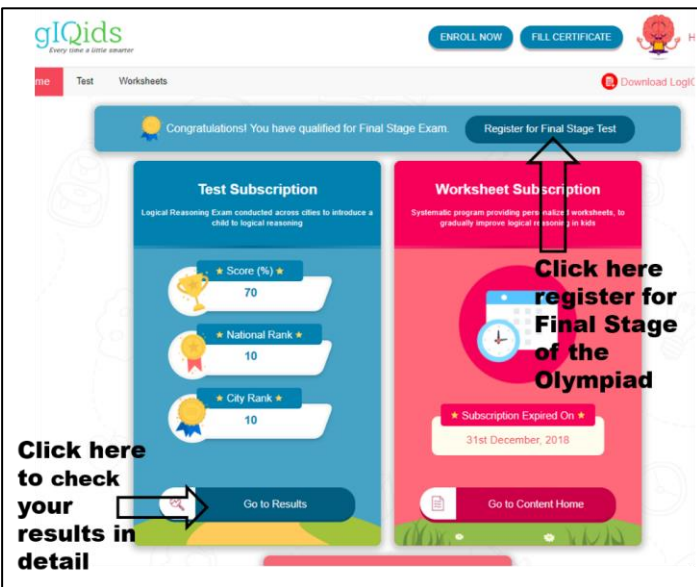 gIQids
Every time a little smarter
ENROLL NOW
FILL CERTIFICATE
H
me
Test
Worksheets
Download LogIQ
Congratulations! You have qualified for Final Stage Exam.
Register for Final Stage Test
Test Subscription
Logical Reasoning Exam conducted across cities to introduce a
child to logical reasoning
Score (%)
70
National Rank
10
City Rank
10
Go to Results
Worksheet Subscription
Systematic program providing personalized worksheets, to
gradually improve logical reasoning in kids
Subscription Expired On
31st December, 2018
Go to Content Home
Click here
register for
Final Stage
of the
Olympiad
Click here
to check
your
results in
detail